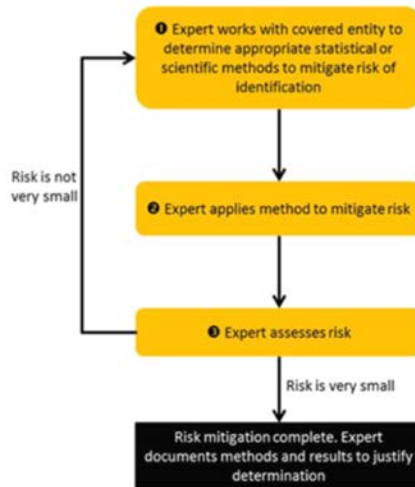 ❶ Expert works with covered entity to
determine appropriate statistical or
scientific methods to mitigate risk of
identification
Risk is not
very small
❷ Expert applies method to mitigate risk
❸ Expert assesses risk
Risk is very small
Risk mitigation complete. Expert
documents methods and results to justify
determination